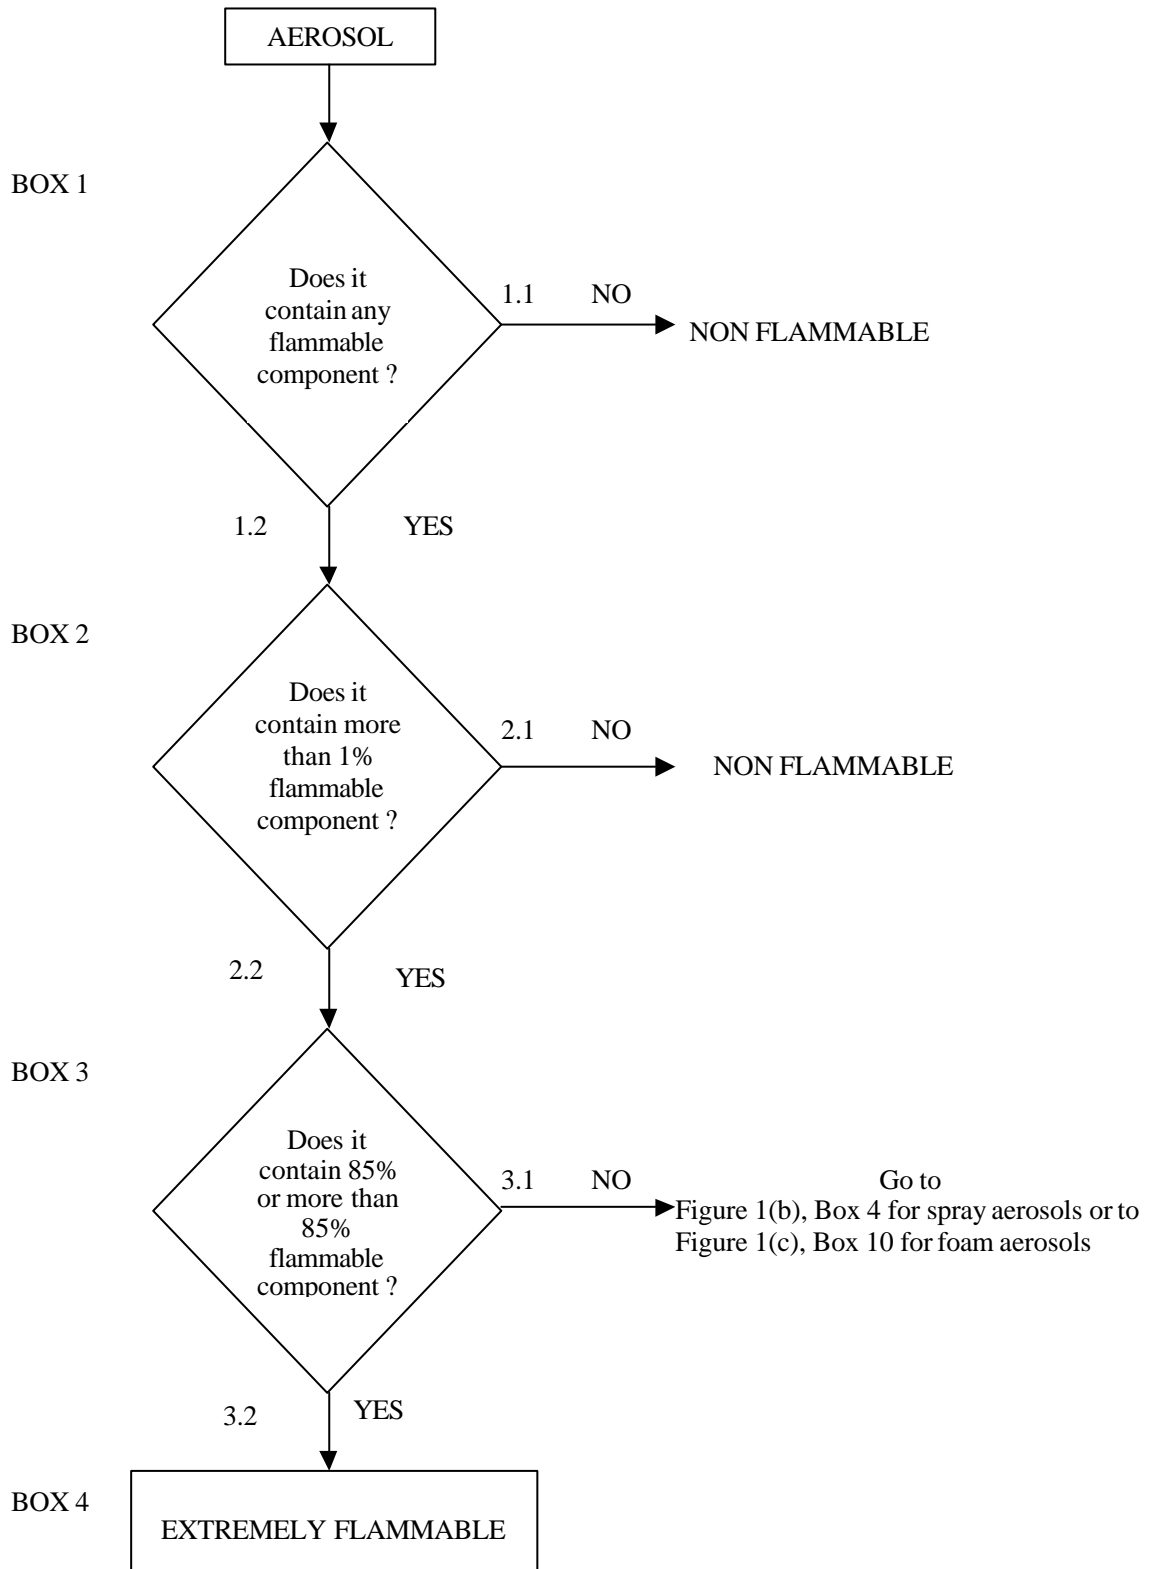 AEROSOL
BOX 1
Does it
contain any
flammable
component ?
1.1 NO
NON FLAMMABLE
1.2 YES
BOX 2
Does it
contain more
than 1%
flammable
component ?
2.1 NO
NON FLAMMABLE
2.2 YES
BOX 3
Does it
contain 85%
or more than
85%
flammable
component ?
3.1 NO
Go to
Figure 1(b), Box 4 for spray aerosols or to
Figure 1(c), Box 10 for foam aerosols
3.2 YES
BOX 4
EXTREMELY FLAMMABLE